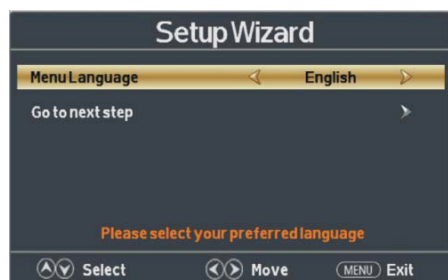 Setup Wizard
Menu Language English
Go to next step
Please select your preferred language
Select Move MENU Exit